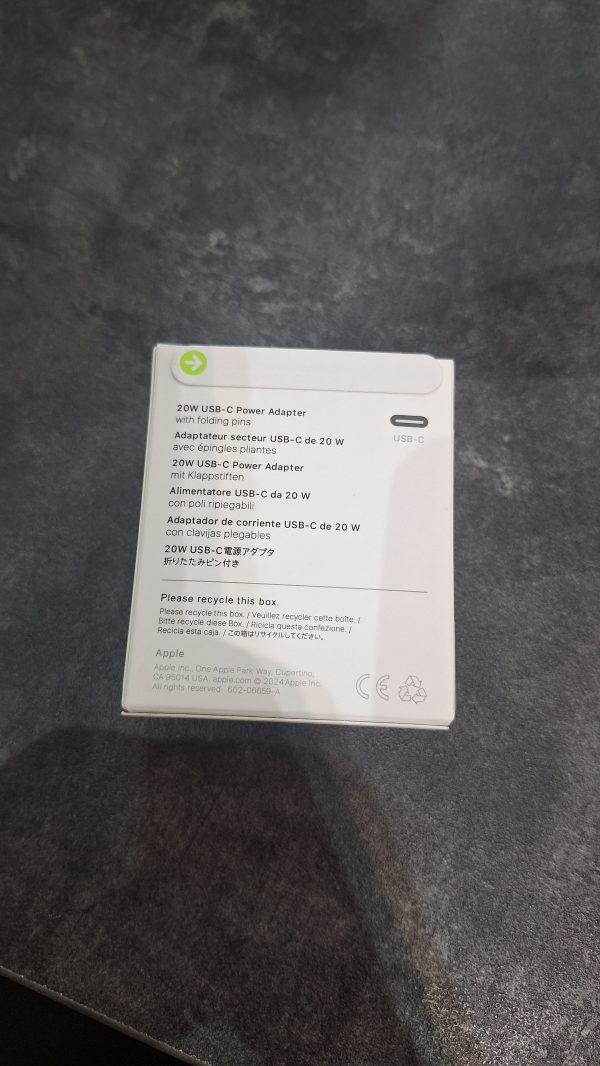 20W USB-C Power Adapter
with folding pins
USB-C
Adaptateur secteur USB-C de 20 W
avec épingles pliantes
20W USB-C Power Adapter
mit Klappstiften
Alimentatore USB-C da 20 W
con poli ripiegabili
Adaptador de corriente USB-C de 20 W
con clavijas plegables
20W USB-C電源アダプタ
折りたたみピン付き
Please recycle this box.
Please recycle this box. / Veuillez recycler cette boîte. /
Bitte recycle diese Box. / Ricicla questa confezione. /
Recicla esta caja. / この箱はリサイクルしてください。
Apple
Apple Inc., One Apple Park Way, Cupertino,
CA 95014 USA, apple.com © 2024 Apple Inc.
All rights reserved. 602-06659-A
CE